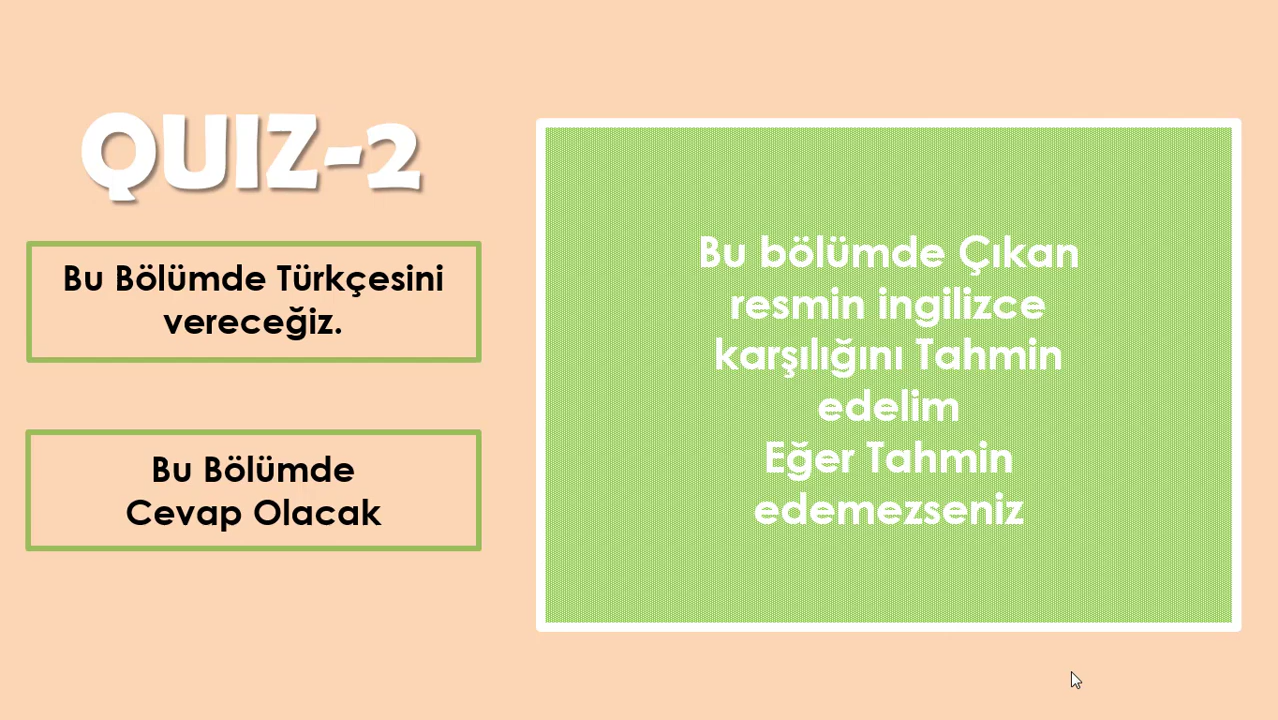 QUIZ-2
Bu Bölümde Türkçesini
vereceğiz.
Bu Bölümde
Cevap Olacak
Bu bölümde Çıkan
resmin ingilizce
karşılığını Tahmin
edelim
Eğer Tahmin
edemezseniz